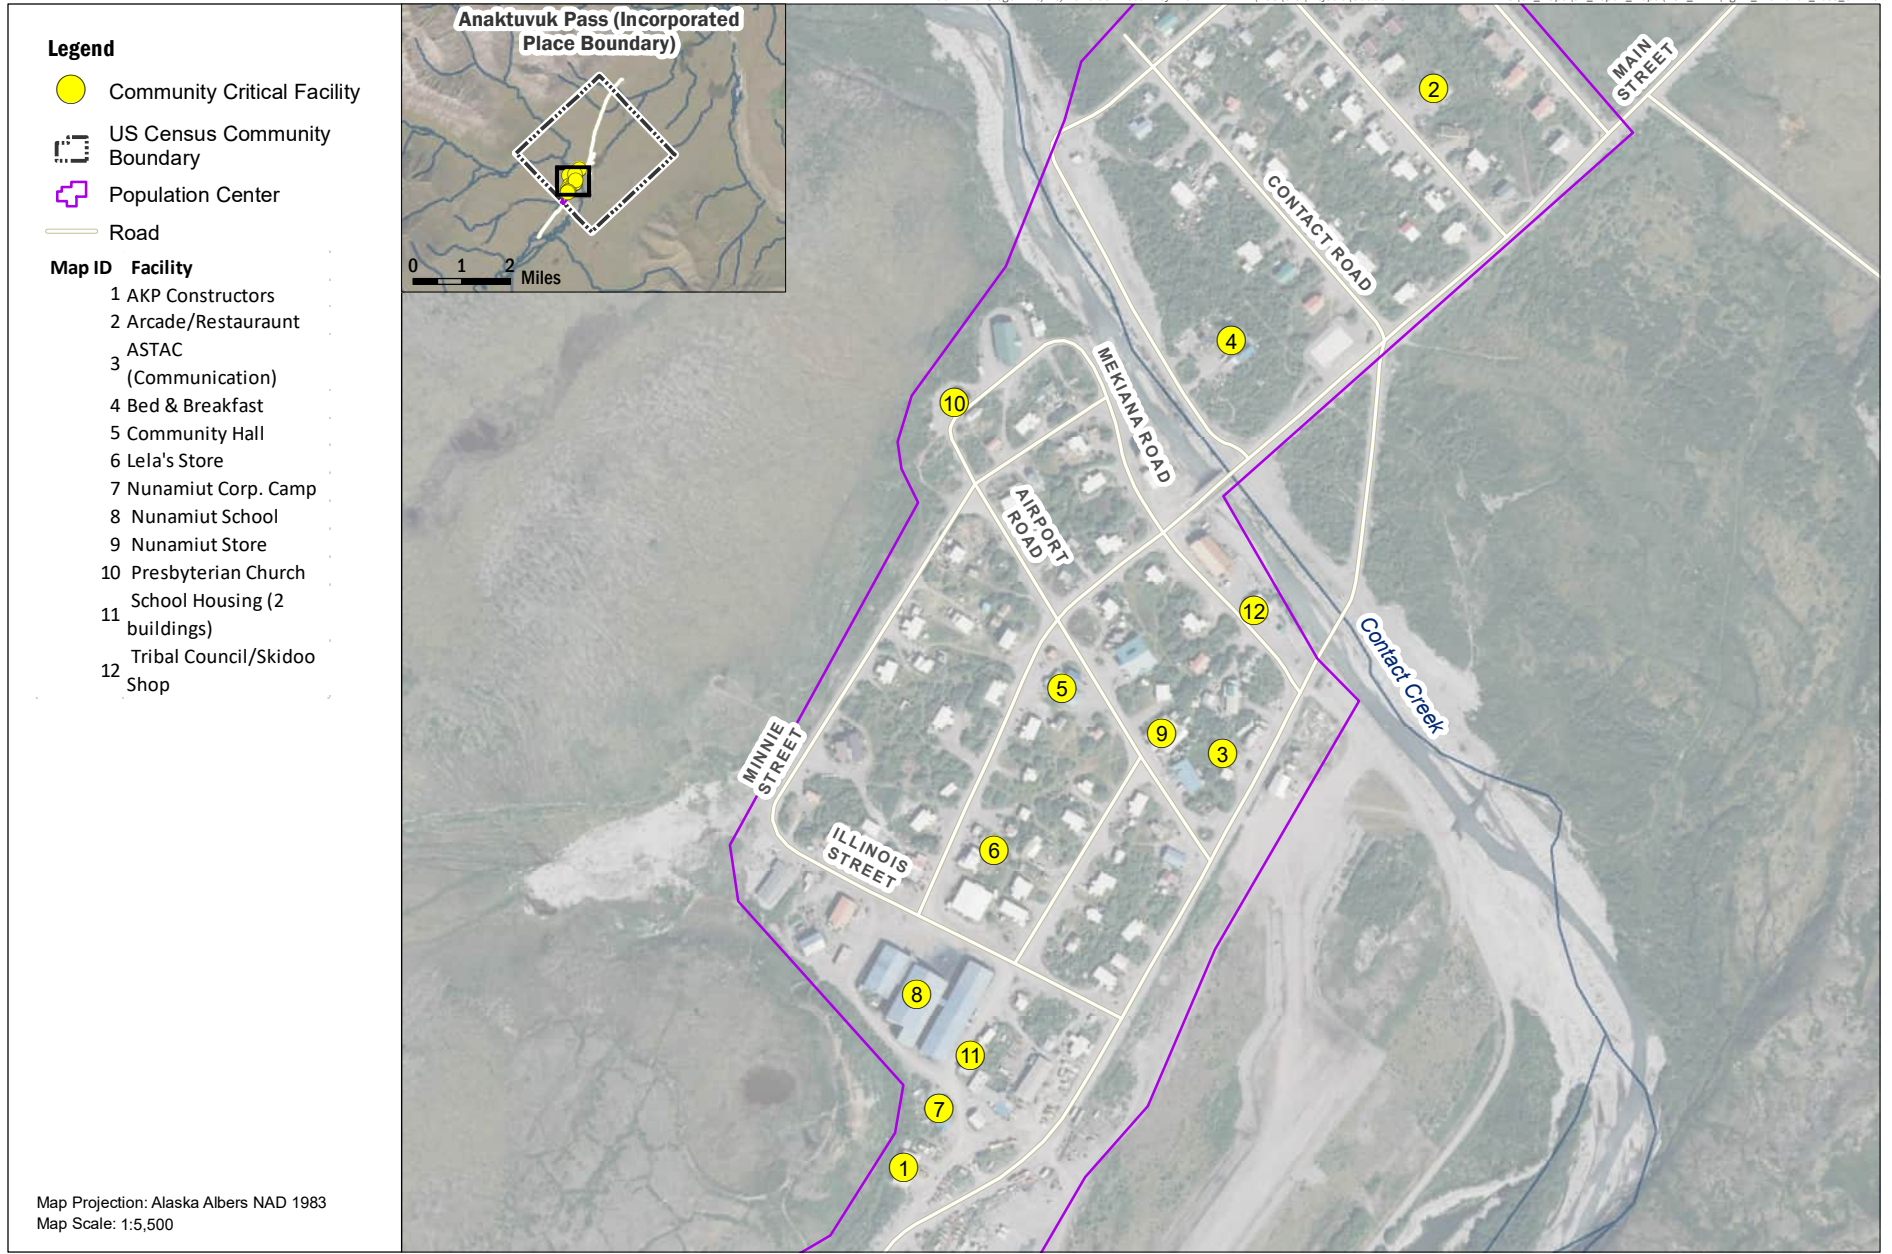 Legend
Community Critical Facility
US Census Community
Boundary
Population Center
Road
Map ID Facility
1 AKP Constructors
2 Arcade/Restauraunt
3 ASTAC
(Communication)
4 Bed & Breakfast
5 Community Hall
6 Lela's Store
7 Nunamiut Corp. Camp
8 Nunamiut School
9 Nunamiut Store
10 Presbyterian Church
11 School Housing (2
buildings)
12 Tribal Council/Skidoo
Shop
Map Projection: Alaska Albers NAD 1983
Map Scale: 1:5,500
Anaktuvuk Pass (Incorporated
Place Boundary)
0 1 2
Miles
MAIN
STREET
2
CONTACT ROAD
4
MEKIANA ROAD
10
AIRPORT
ROAD
12
Contact Creek
5
9
3
MINNIE
STREET
ILLINOIS
STREET
6
8
11
7
1